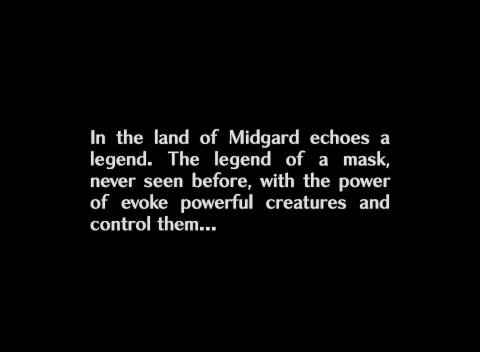 In the land of Midgard echoes a
legend. The legend of a mask,
never seen before, with the power
of evoke powerful creatures and
control them...